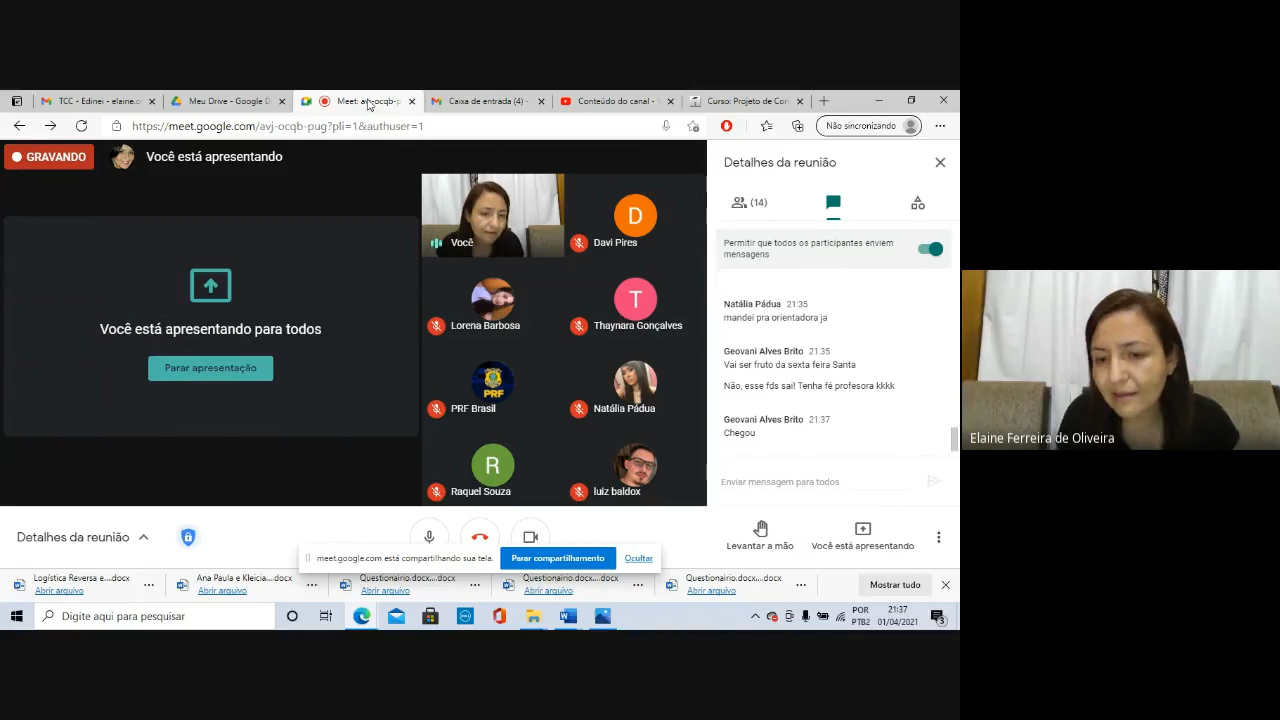 TCC - Edinei - elaine.o
Meu Drive - Google D
Meet: avj-ocqb-p
Caixa de entrada (4) -
Conteúdo do canal -
Curso: Projeto de Con
https://meet.google.com/avj-ocqb-pug?pli=1&authuser=1
Não sincronizando
GRAVANDO
Você está apresentando
Você está apresentando para todos
Parar apresentação
Você
D
Davi Pires
Lorena Barbosa
T
Thaynara Gonçalves
PRF
PRF Brasil
Natália Pádua
R
Raquel Souza
luiz baldox
Detalhes da reunião
(14)
Permitir que todos os participantes enviem
mensagens
Natália Pádua 21:35
mandei pra orientadora ja
Geovani Alves Brito 21:35
Vai ser fruto da sexta feira Santa
Não, esse fds sai! Tenha fé profesora kkkk
Geovani Alves Brito 21:37
Chegou
Enviar mensagem para todos
Elaine Ferreira de Oliveira
Detalhes da reunião
Levantar a mão
Você está apresentando
meet.google.com está compartilhando sua tela.
Parar compartilhamento
Ocultar
Logística Reversa e....docx
Abrir arquivo
Ana Paula e Kleicia....docx
Abrir arquivo
Questionairio.docx....docx
Abrir arquivo
Questionairio.docx....docx
Abrir arquivo
Questionairio.docx....docx
Abrir arquivo
Mostrar tudo
Digite aqui para pesquisar
DELL
POR
PTB2
21:37
01/04/2021
3